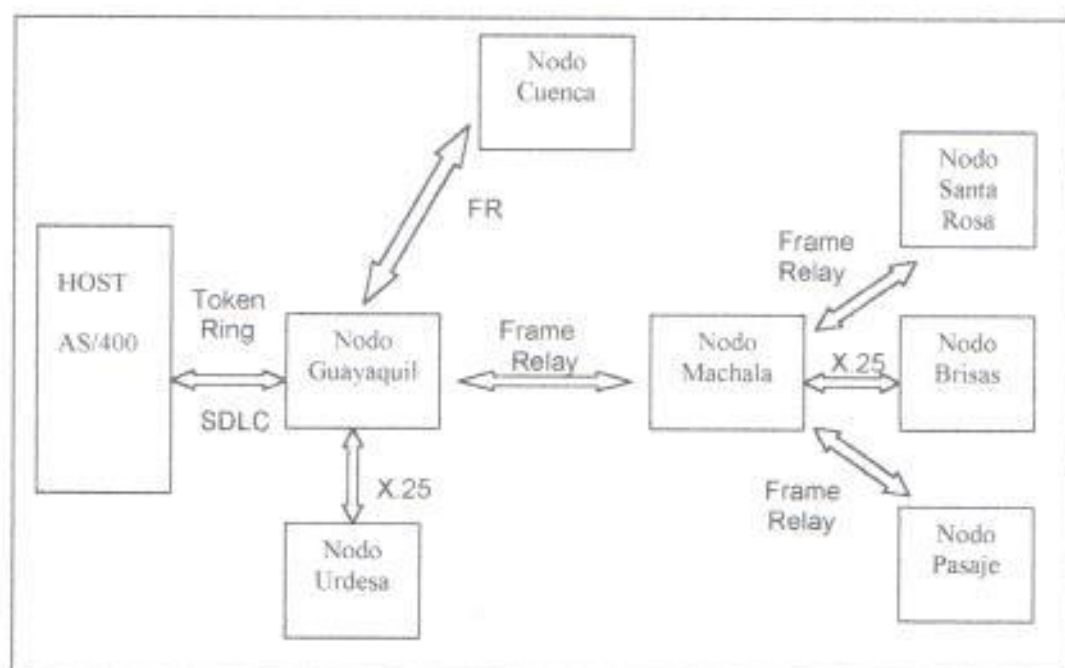 Nodo
Cuenca
FR
Nodo
Santa
Rosa
Frame
Relay
HOST
AS/400
Token
Ring
SDLC
Nodo
Guayaquil
Frame
Relay
Nodo
Machala
X.25
Nodo
Brisas
X.25
Nodo
Urdesa
Frame
Relay
Nodo
Pasaje